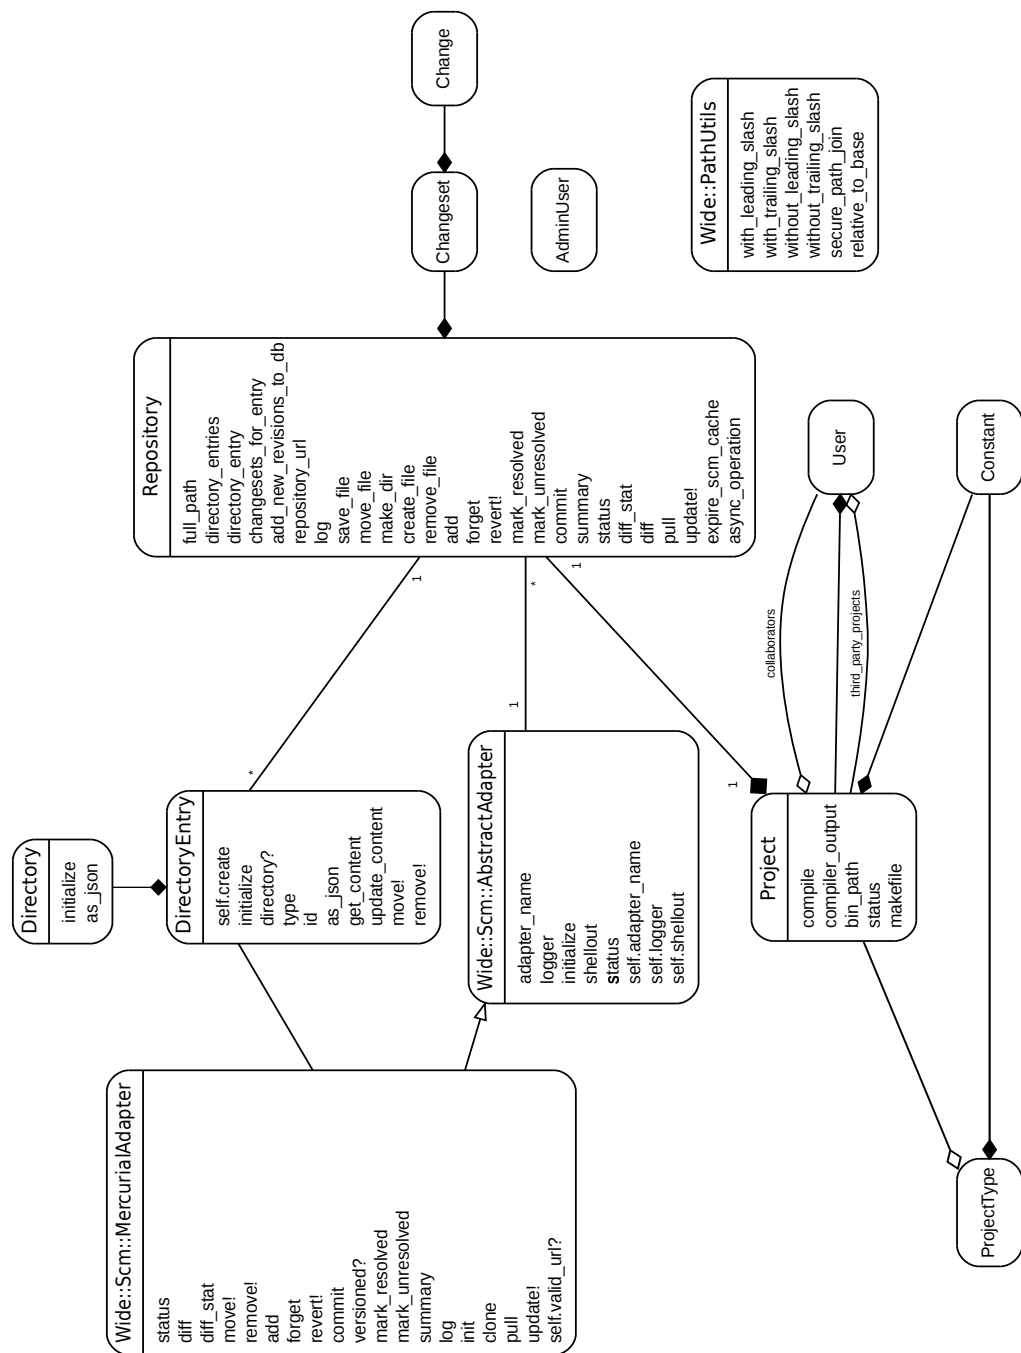 Change
Changeset
AdminUser
Wide::PathUtils
with_leading_slash
with_trailing_slash
without_leading_slash
without_trailing_slash
secure_path_join
relative_to_base
Repository
full_path
directory_entries
directory_entry
changesets_for_entry
add_new_revisions_to_db
repository_url
log
save_file
move_file
make_dir
create_file
remove_file
add
forget
revert!
mark_resolved
mark_unresolved
commit
summary
status
diff_stat
diff
pull
update!
expire_scm_cache
async_operation
User
Constant
1
*
1
collaborators
third_party_projects
*
1
1
Directory
initialize
as_json
DirectoryEntry
self.create
initialize
directory?
type
id
as_json
get_content
update_content
move!
remove!
Wide::Scm::AbstractAdapter
adapter_name
logger
initialize
shellout
status
self.adapter_name
self.logger
self.shellout
Project
compile
compiler_output
bin_path
status
makefile
Wide::Scm::MercurialAdapter
status
diff
diff_stat
move!
remove!
add
forget
revert!
commit
versioned?
mark_resolved
mark_unresolved
summary
log
init
clone
pull
update!
self.valid_url?
ProjectType